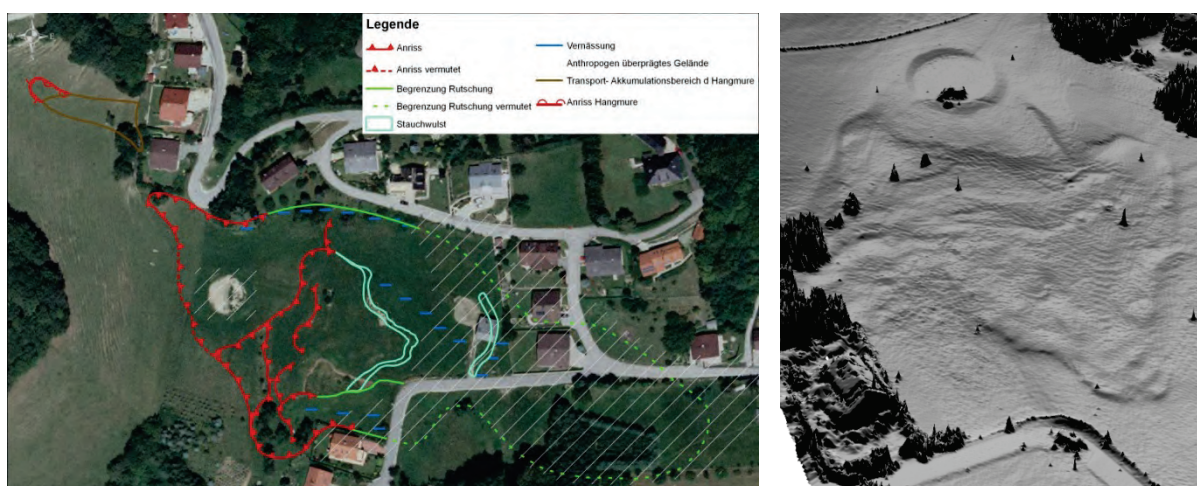 Legende
Anriss
Anriss vermutet
Begrenzung Rutschung
Begrenzung Rutschung vermutet
Stauchwulst
Vernässung
Anthropogen überprägtes Gelände
Transport- Akkumulationsbereich d Hangmure
Anriss Hangmure